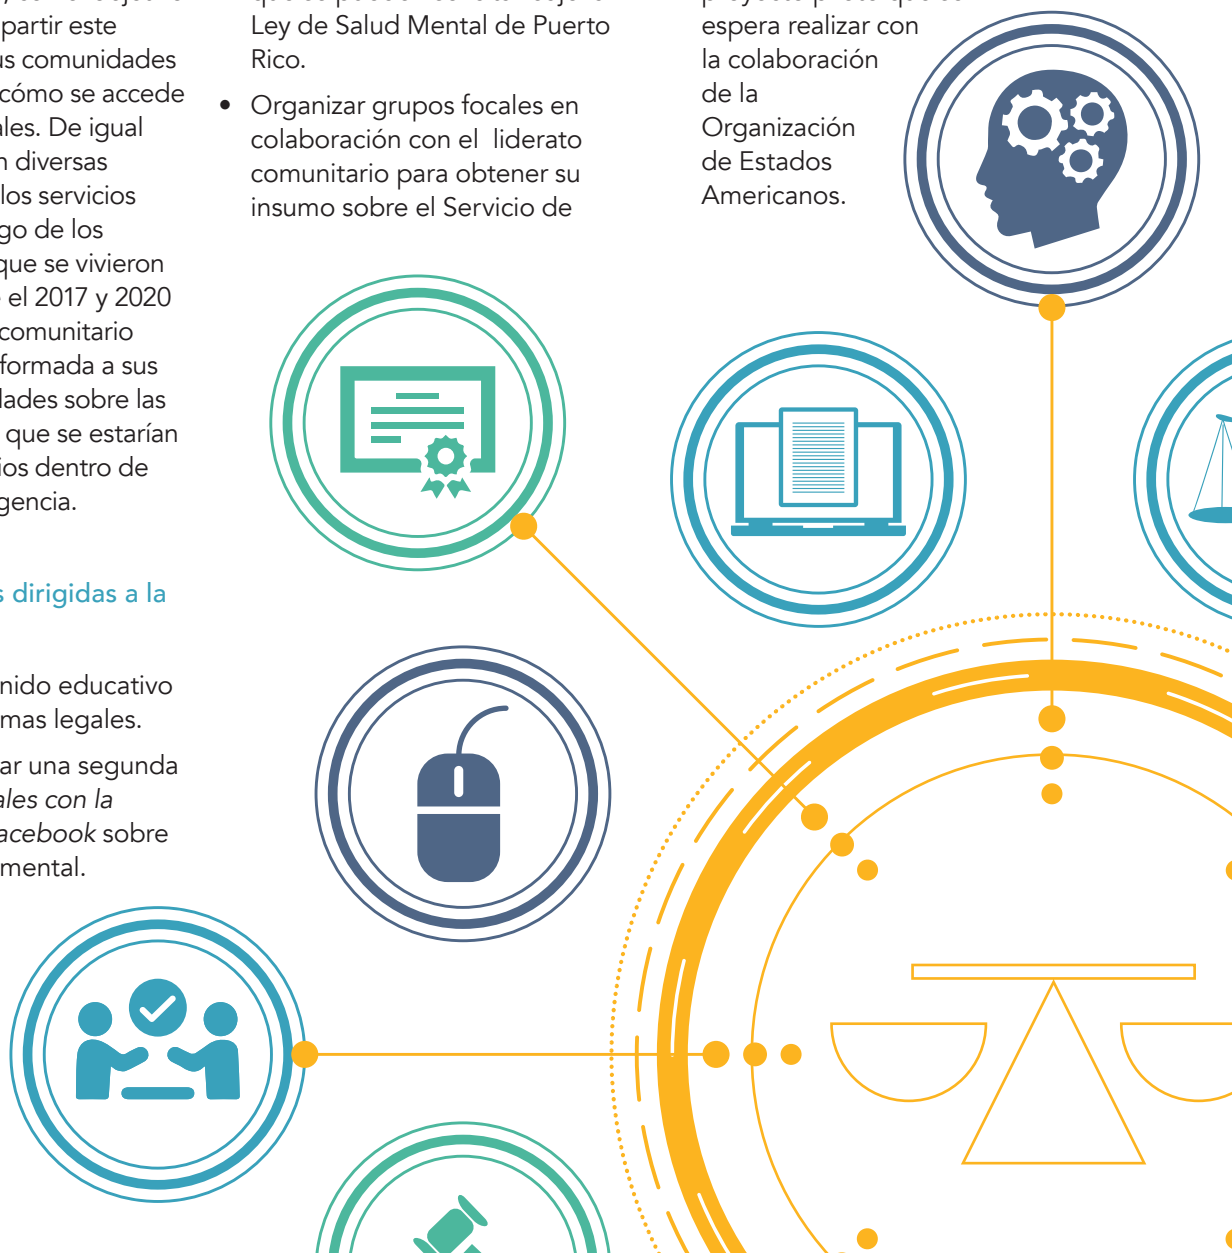 partir este
us comunidades
cómo se accede
ales. De igual
n diversas
los servicios
go de los
que se vivieron
el 2017 y 2020
comunitario
formada a sus
dades sobre las
que se estarían
ios dentro de
gencia.
s dirigidas a la
nido educativo
mas legales.
ar una segunda
ales con la
acebook sobre
mental.
Ley de Salud Mental de Puerto
Rico.
• Organizar grupos focales en
colaboración con el liderato
comunitario para obtener su
insumo sobre el Servicio de
espera realizar con
la colaboración
de la
Organización
de Estados
Americanos.